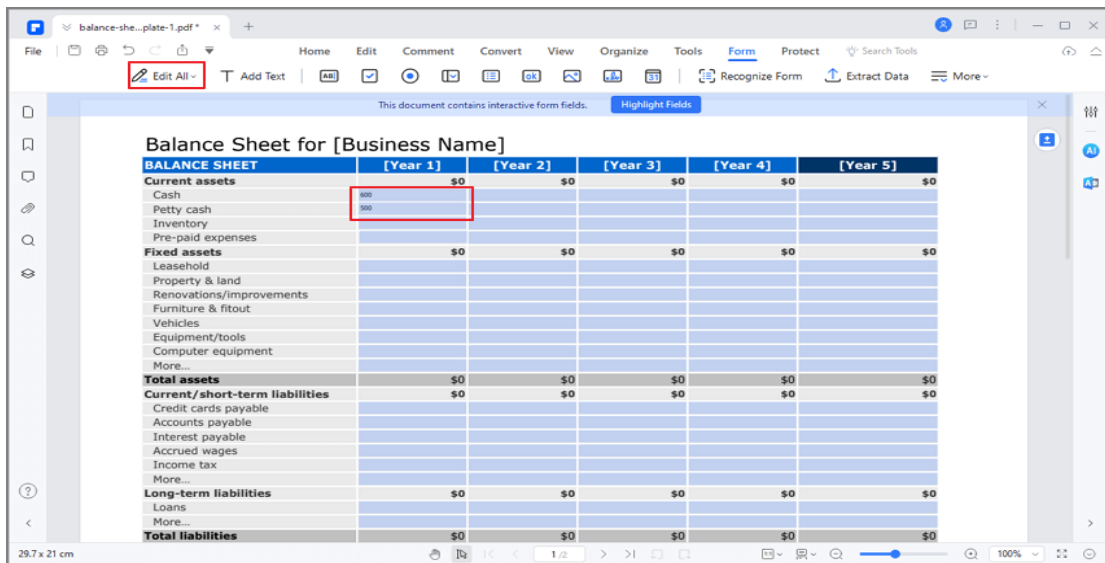 balance-she...plate-1.pdf *
File Home Edit Comment Convert View Organize Tools Form Protect Search Tools
Edit All Add Text AB ok 31 Recognize Form Extract Data More
This document contains interactive form fields. Highlight Fields
Balance Sheet for [Business Name]
BALANCE SHEET [Year 1] [Year 2] [Year 3] [Year 4] [Year 5]
Current assets $0 $0 $0 $0 $0
Cash 600
Petty cash 500
Inventory
Pre-paid expenses
Fixed assets $0 $0 $0 $0 $0
Leasehold
Property & land
Renovations/improvements
Furniture & fitout
Vehicles
Equipment/tools
Computer equipment
More...
Total assets $0 $0 $0 $0 $0
Current/short-term liabilities $0 $0 $0 $0 $0
Credit cards payable
Accounts payable
Interest payable
Accrued wages
Income tax
More...
Long-term liabilities $0 $0 $0 $0 $0
Loans
More...
Total liabilities $0 $0 $0 $0 $0
29.7 x 21 cm 1 /2 100%